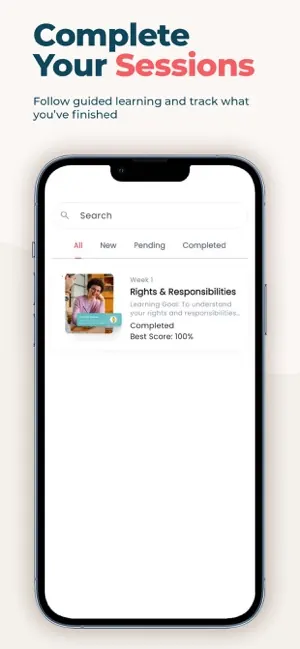 Complete
Your Sessions
Follow guided learning and track what
you've finished
Search
All New Pending Completed
Week 1
Rights & Responsibilities
Learning Goal: To understand
your rights and responsibilities...
Completed
Best Score: 100%